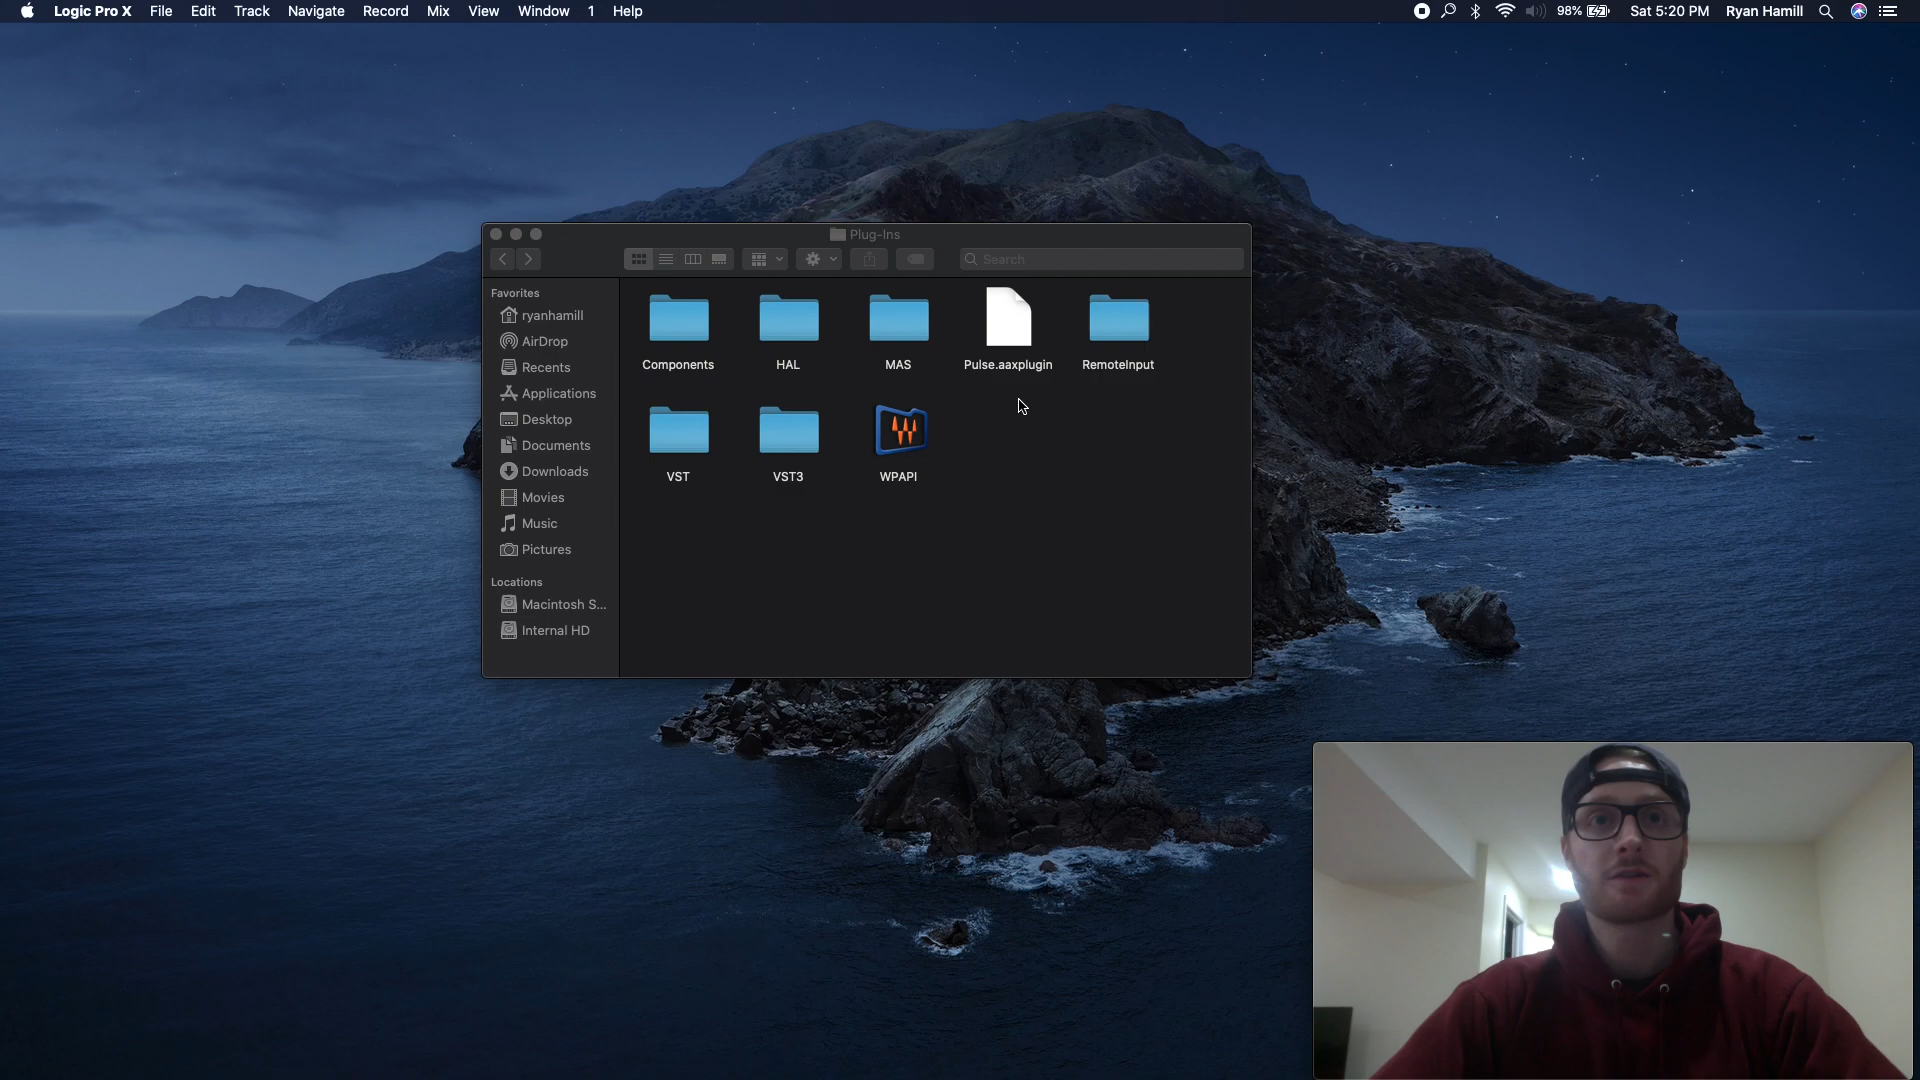 Logic Pro X File Edit Track Navigate Record Mix View Window 1 Help 98% Sat 5:20 PM Ryan Hamill
Plug-Ins
Search
Favorites
ryanhamill
AirDrop
Recents
Applications
Desktop
Documents
Downloads
Movies
Music
Pictures
Locations
Macintosh S...
Internal HD
Components HAL MAS Pulse.aaxplugin RemoteInput
VST VST3 WPAPI